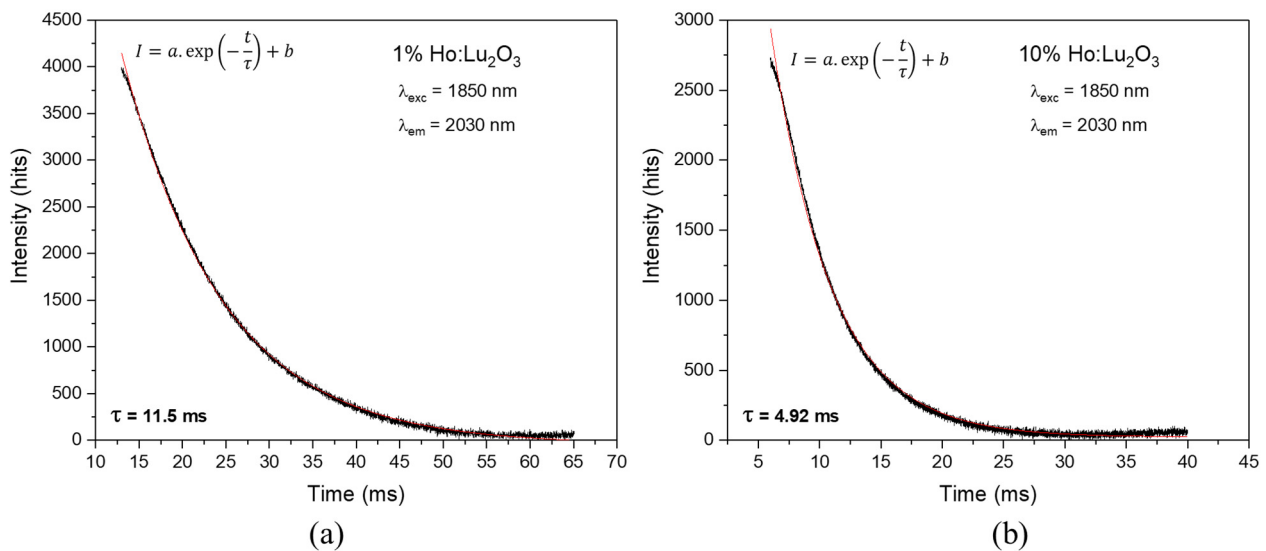 I = a. exp(−t/τ) + b
1% Ho:Lu₂O₃
λexc = 1850 nm
λem = 2030 nm
τ = 11.5 ms
Intensity (hits)
4500
4000
3500
3000
2500
2000
1500
1000
500
0
10 15 20 25 30 35 40 45 50 55 60 65 70
Time (ms)
(a)
I = a. exp(−t/τ) + b
10% Ho:Lu₂O₃
λexc = 1850 nm
λem = 2030 nm
τ = 4.92 ms
Intensity (hits)
3000
2500
2000
1500
1000
500
0
5 10 15 20 25 30 35 40 45
Time (ms)
(b)